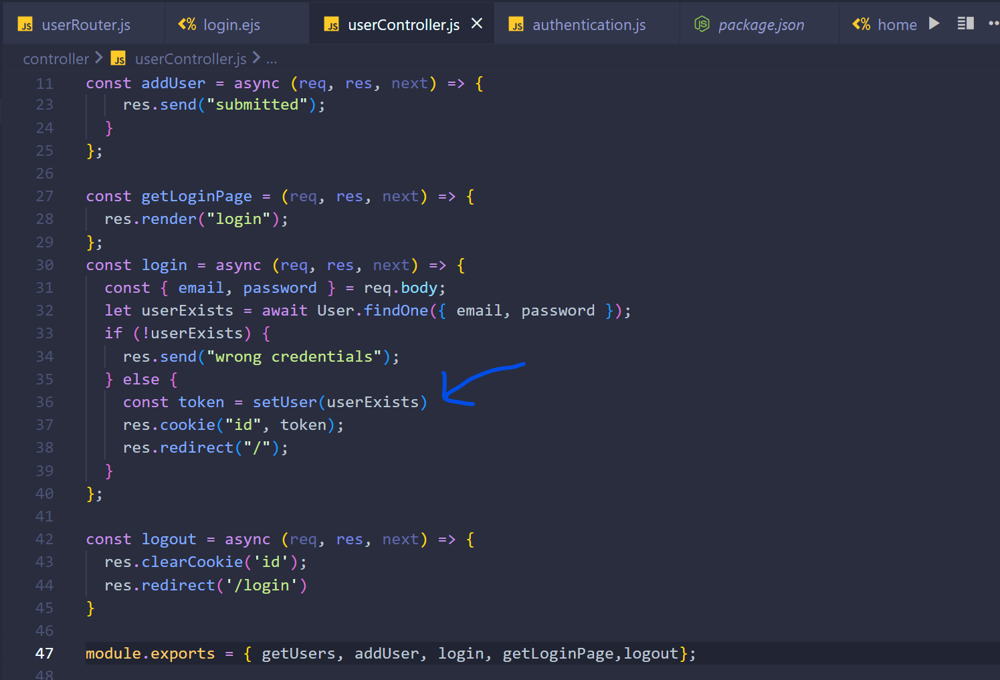 userRouter.js login.ejs userController.js authentication.js package.json home
controller > userController.js > ...
11 const addUser = async (req, res, next) => {
23 res.send("submitted");
24 }
25 };
26
27 const getLoginPage = (req, res, next) => {
28 res.render("login");
29 };
30 const login = async (req, res, next) => {
31 const { email, password } = req.body;
32 let userExists = await User.findOne({ email, password });
33 if (!userExists) {
34 res.send("wrong credentials");
35 } else {
36 const token = setUser(userExists)
37 res.cookie("id", token);
38 res.redirect("/");
39 }
40 };
41
42 const logout = async (req, res, next) => {
43 res.clearCookie('id');
44 res.redirect('/login')
45 }
46
47 module.exports = { getUsers, addUser, login, getLoginPage,logout};
48